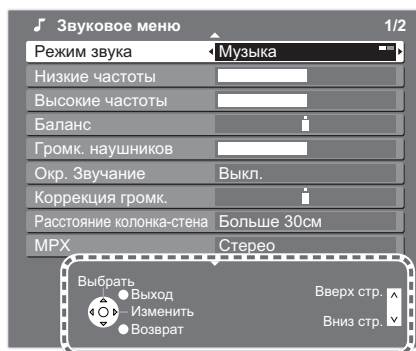 Звуковое меню 1/2
Режим звука Музыка
Низкие частоты
Высокие частоты
Баланс
Громк. наушников
Окр. Звучание Выкл.
Коррекция громк.
Расстояние колонка-стена Больше 30см
MPX Стерео
Выбрать
Выход Вверх стр.
Изменить
Возврат Вниз стр.